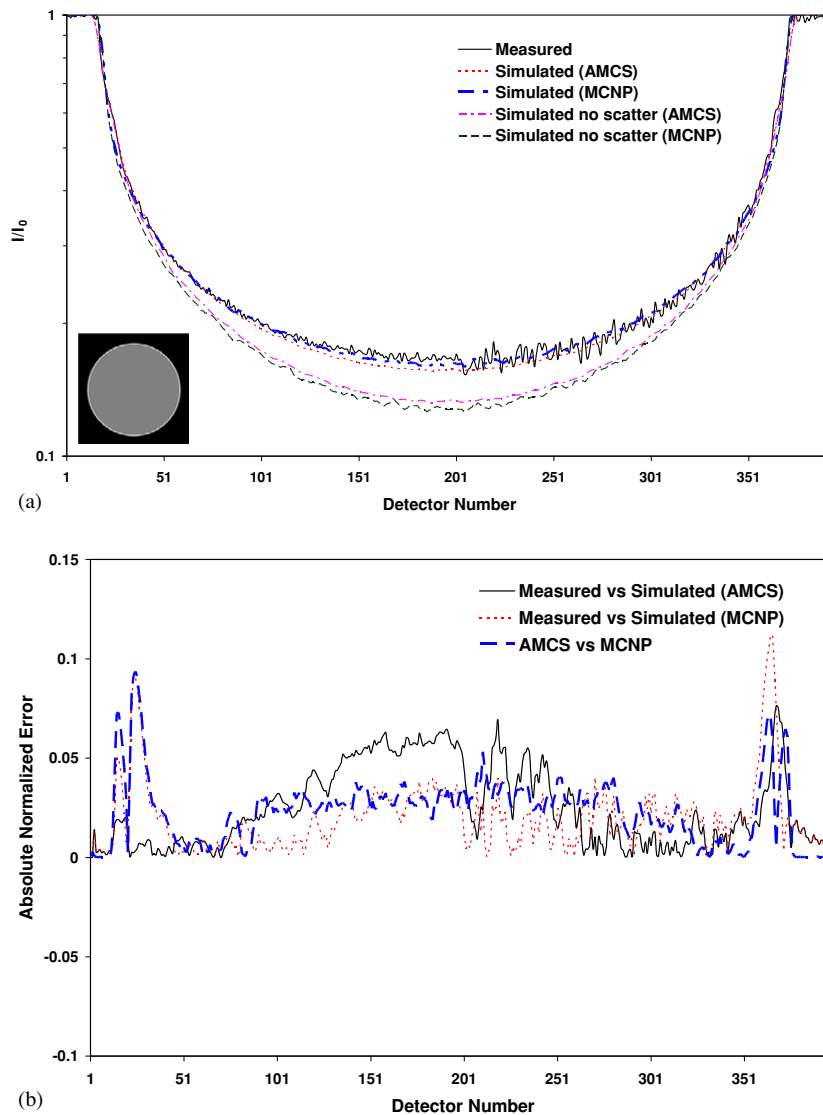 1
Measured
Simulated (AMCS)
Simulated (MCNP)
Simulated no scatter (AMCS)
Simulated no scatter (MCNP)
I/I0
0.1
1 51 101 151 201 251 301 351
Detector Number
(a)
0.15
Measured vs Simulated (AMCS)
Measured vs Simulated (MCNP)
AMCS vs MCNP
0.1
Absolute Normalized Error
0.05
0
-0.05
-0.1
1 51 101 151 201 251 301 351
Detector Number
(b)